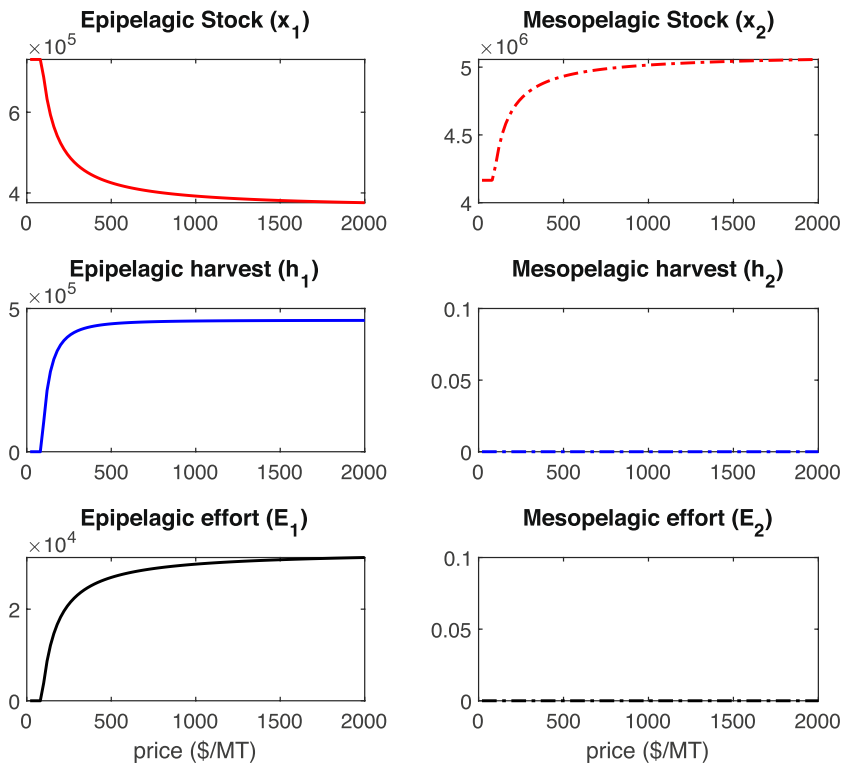 Epipelagic Stock (x1)
×10^5
6
4
0 500 1000 1500 2000
Mesopelagic Stock (x2)
×10^6
5
4.5
4
0 500 1000 1500 2000
Epipelagic harvest (h1)
×10^5
5
0
0 500 1000 1500 2000
Mesopelagic harvest (h2)
0.1
0.05
0
0 500 1000 1500 2000
Epipelagic effort (E1)
×10^4
2
0
0 500 1000 1500 2000
price ($/MT)
Mesopelagic effort (E2)
0.1
0.05
0
0 500 1000 1500 2000
price ($/MT)